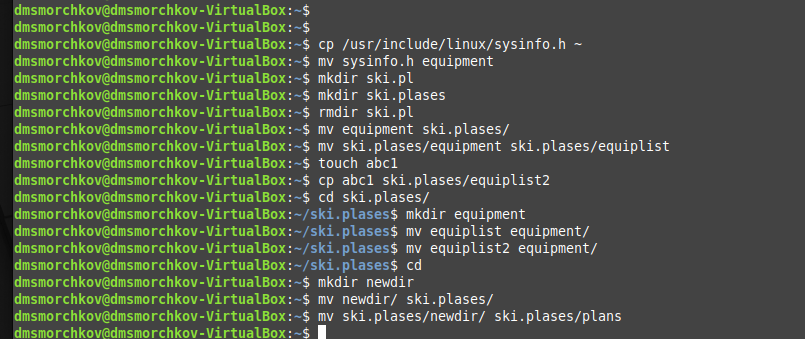 dmsmorchkov@dmsmorchkov-VirtualBox:~$
dmsmorchkov@dmsmorchkov-VirtualBox:~$
dmsmorchkov@dmsmorchkov-VirtualBox:~$ cp /usr/include/linux/sysinfo.h ~
dmsmorchkov@dmsmorchkov-VirtualBox:~$ mv sysinfo.h equipment
dmsmorchkov@dmsmorchkov-VirtualBox:~$ mkdir ski.pl
dmsmorchkov@dmsmorchkov-VirtualBox:~$ mkdir ski.plases
dmsmorchkov@dmsmorchkov-VirtualBox:~$ rmdir ski.pl
dmsmorchkov@dmsmorchkov-VirtualBox:~$ mv equipment ski.plases/
dmsmorchkov@dmsmorchkov-VirtualBox:~$ mv ski.plases/equipment ski.plases/equiplist
dmsmorchkov@dmsmorchkov-VirtualBox:~$ touch abc1
dmsmorchkov@dmsmorchkov-VirtualBox:~$ cp abc1 ski.plases/equiplist2
dmsmorchkov@dmsmorchkov-VirtualBox:~$ cd ski.plases/
dmsmorchkov@dmsmorchkov-VirtualBox:~/ski.plases$ mkdir equipment
dmsmorchkov@dmsmorchkov-VirtualBox:~/ski.plases$ mv equiplist equipment/
dmsmorchkov@dmsmorchkov-VirtualBox:~/ski.plases$ mv equiplist2 equipment/
dmsmorchkov@dmsmorchkov-VirtualBox:~/ski.plases$ cd
dmsmorchkov@dmsmorchkov-VirtualBox:~$ mkdir newdir
dmsmorchkov@dmsmorchkov-VirtualBox:~$ mv newdir/ ski.plases/
dmsmorchkov@dmsmorchkov-VirtualBox:~$ mv ski.plases/newdir/ ski.plases/plans
dmsmorchkov@dmsmorchkov-VirtualBox:~$